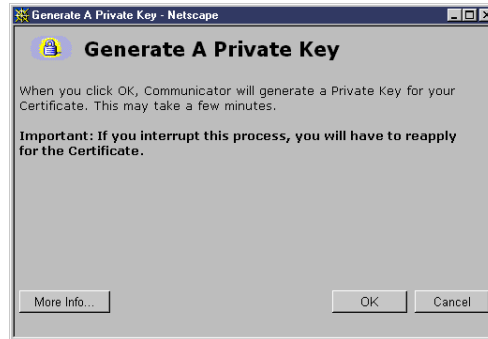 Generate A Private Key - Netscape
Generate A Private Key
When you click OK, Communicator will generate a Private Key for your
Certificate. This may take a few minutes.
Important: If you interrupt this process, you will have to reapply
for the Certificate.
More Info... OK Cancel